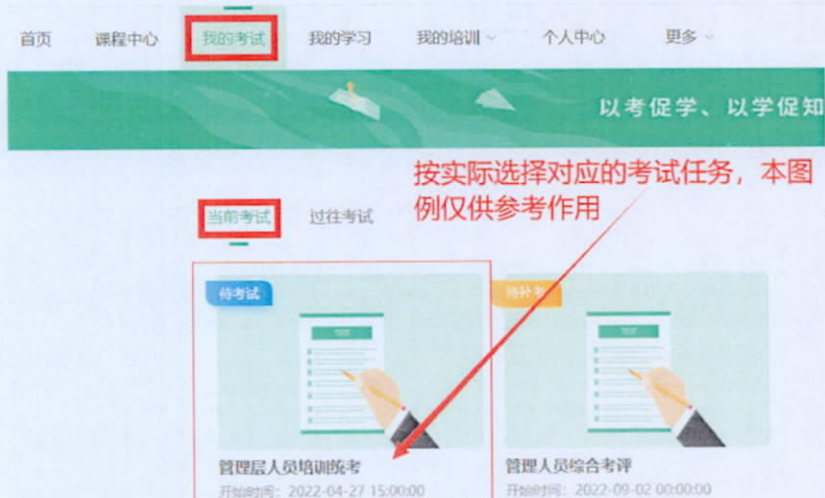 首页 课程中心 我的考试 我的学习 我的培训 个人中心 更多
以考促学、以学促知
按实际选择对应的考试任务，本图
例仅供参考作用
当前考试 过往考试
待考试 待补考
管理层人员培训统考 管理人员综合考评
开始时间：2022-04-27 15:00:00 开始时间：2022-09-02 00:00:00